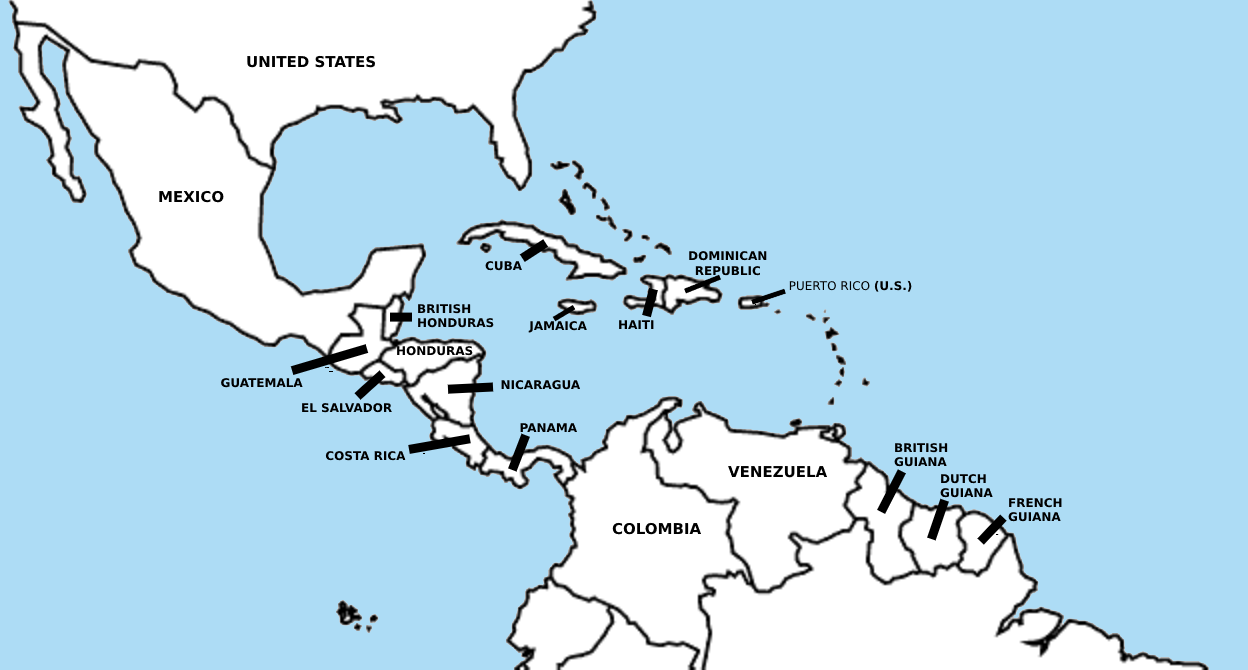 UNITED STATES
MEXICO
CUBA
DOMINICAN
REPUBLIC
PUERTO RICO (U.S.)
JAMAICA
HAITI
BRITISH
HONDURAS
HONDURAS
GUATEMALA
NICARAGUA
EL SALVADOR
PANAMA
COSTA RICA
VENEZUELA
BRITISH
GUIANA
DUTCH
GUIANA
FRENCH
GUIANA
COLOMBIA